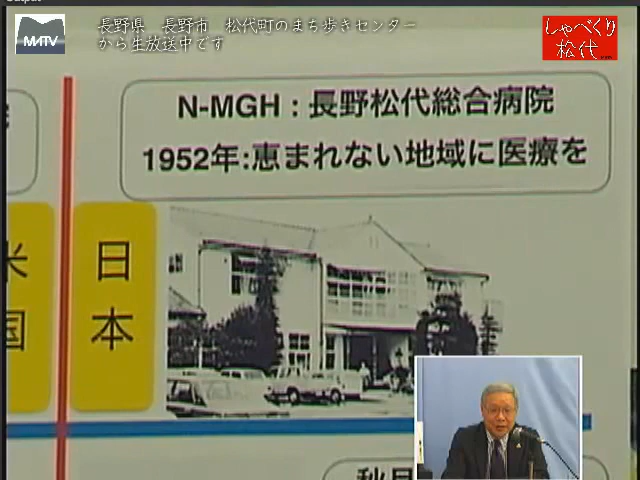 MATV
長野県　長野市　松代町のまち歩きセンター
から生放送中です
しゃべくり
松代
N-MGH：長野松代総合病院
1952年:恵まれない地域に医療を
米国
日本